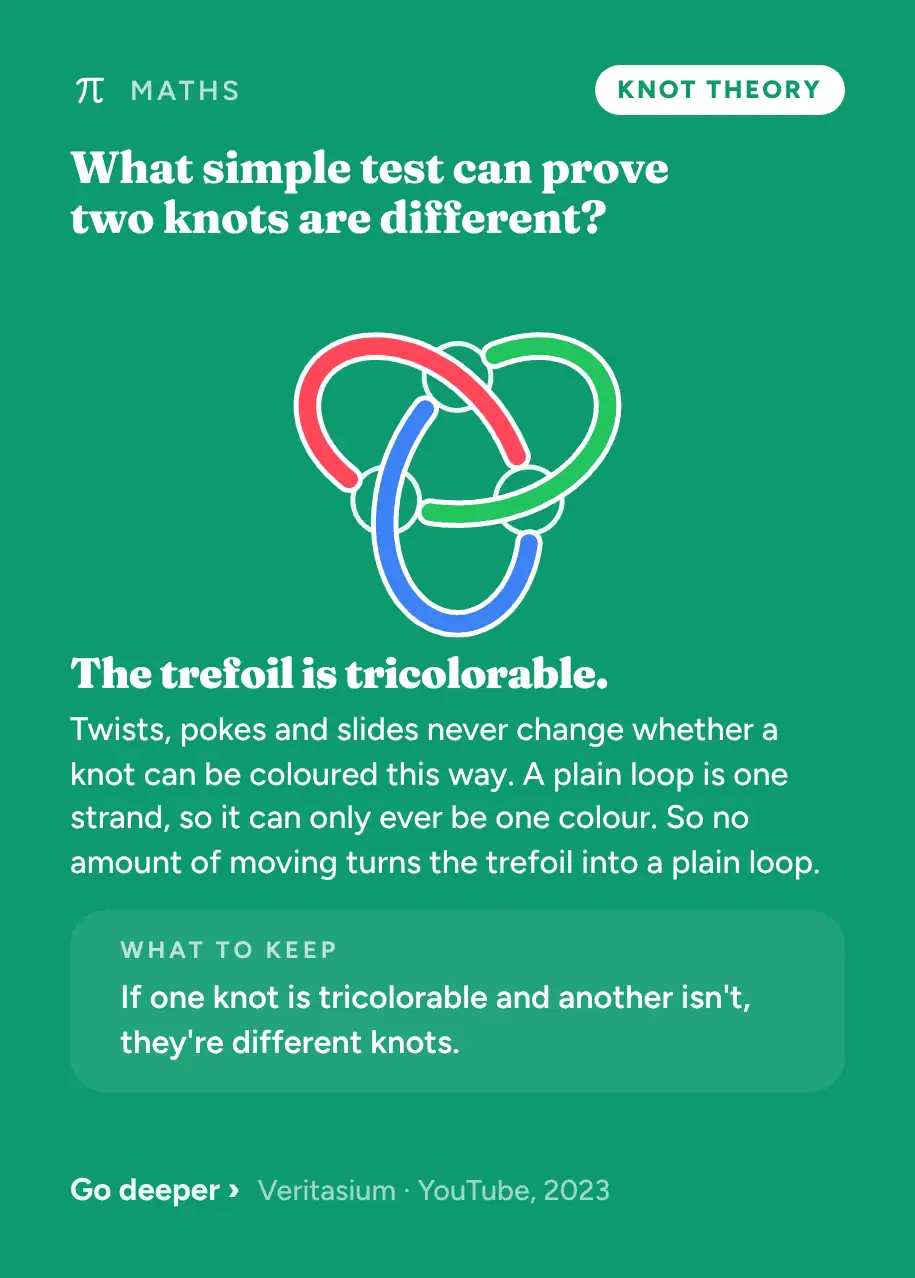 π MATHS
KNOT THEORY
What simple test can prove
two knots are different?
The trefoil is tricolorable.
Twists, pokes and slides never change whether a
knot can be coloured this way. A plain loop is one
strand, so it can only ever be one colour. So no
amount of moving turns the trefoil into a plain loop.
WHAT TO KEEP
If one knot is tricolorable and another isn't,
they're different knots.
Go deeper › Veritasium · YouTube, 2023